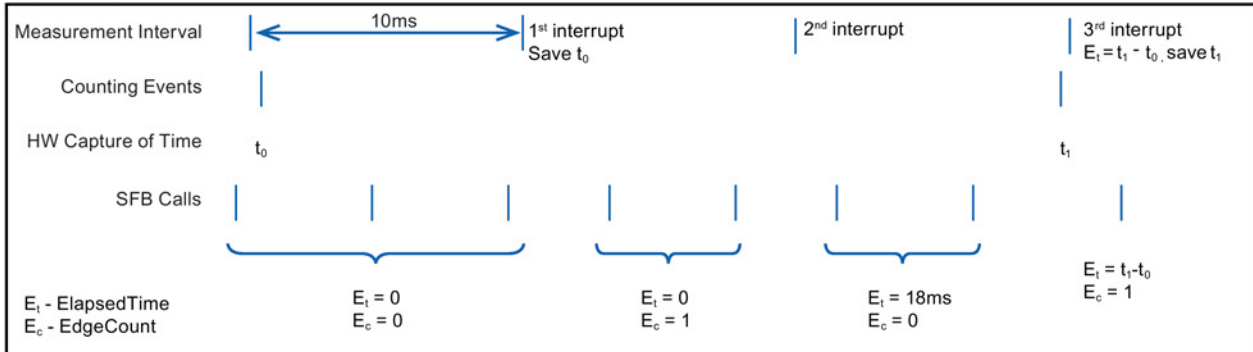 Measurement Interval
10ms
1st interrupt
Save t0
2nd interrupt
3rd interrupt
Et = t1 - t0 , save t1
Counting Events
HW Capture of Time
t0
t1
SFB Calls
Et - ElapsedTime
Ec - EdgeCount
Et = 0
Ec = 0
Et = 0
Ec = 1
Et = 18ms
Ec = 0
Et = t1-t0
Ec = 1